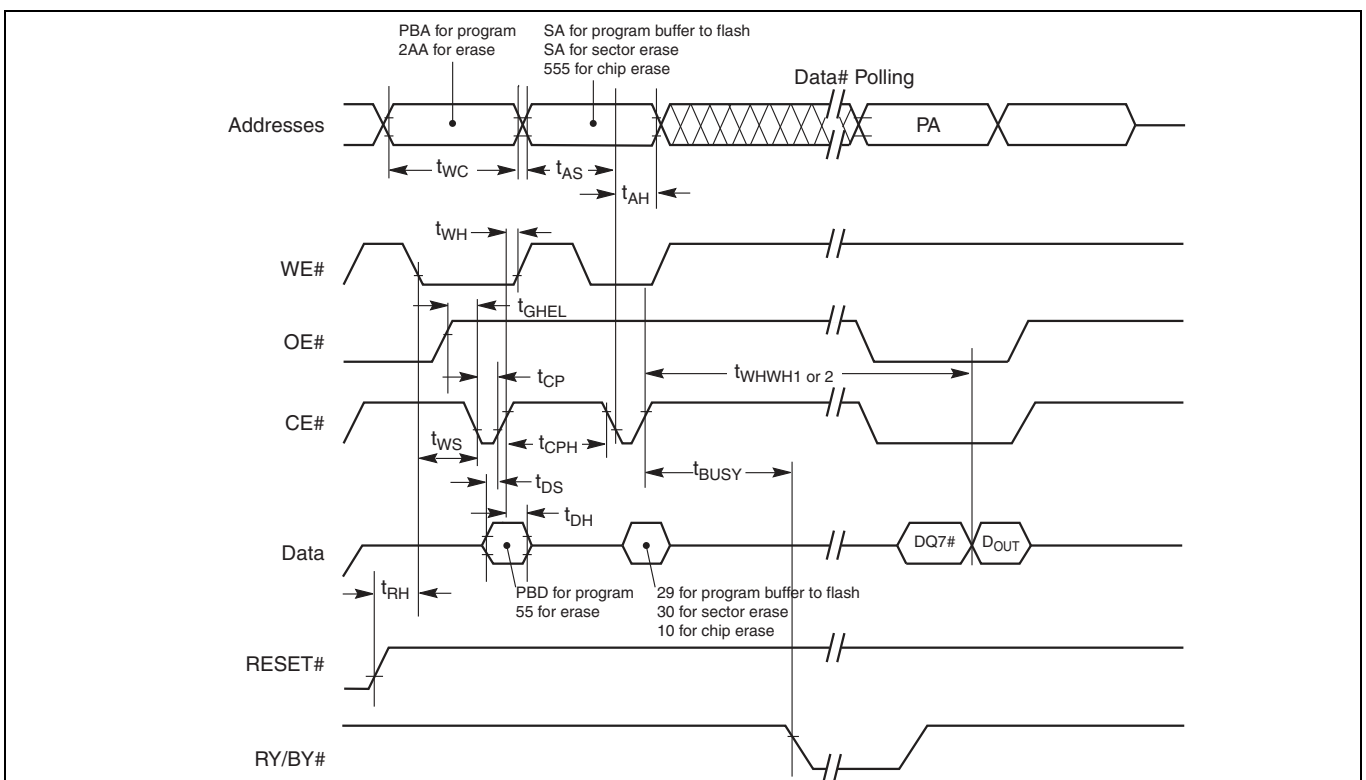 PBA for program
2AA for erase
SA for program buffer to flash
SA for sector erase
555 for chip erase
Data# Polling
Addresses
PA
tWC
tAS
tAH
tWH
WE#
tGHEL
OE#
tWHWH1 or 2
tCP
CE#
tWS
tCPH
tBUSY
tDS
tDH
Data
DQ7#
DOUT
tRH
PBD for program
55 for erase
29 for program buffer to flash
30 for sector erase
10 for chip erase
RESET#
RY/BY#